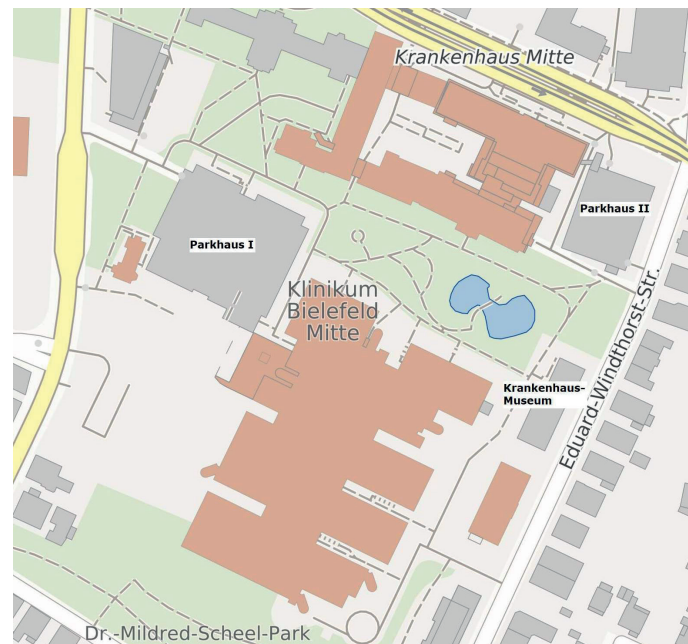 Krankenhaus Mitte
Parkhaus II
Parkhaus I
Klinikum
Bielefeld
Mitte
Krankenhaus-
Museum
Eduard-Windthorst-Str.
Dr.-Mildred-Scheel-Park